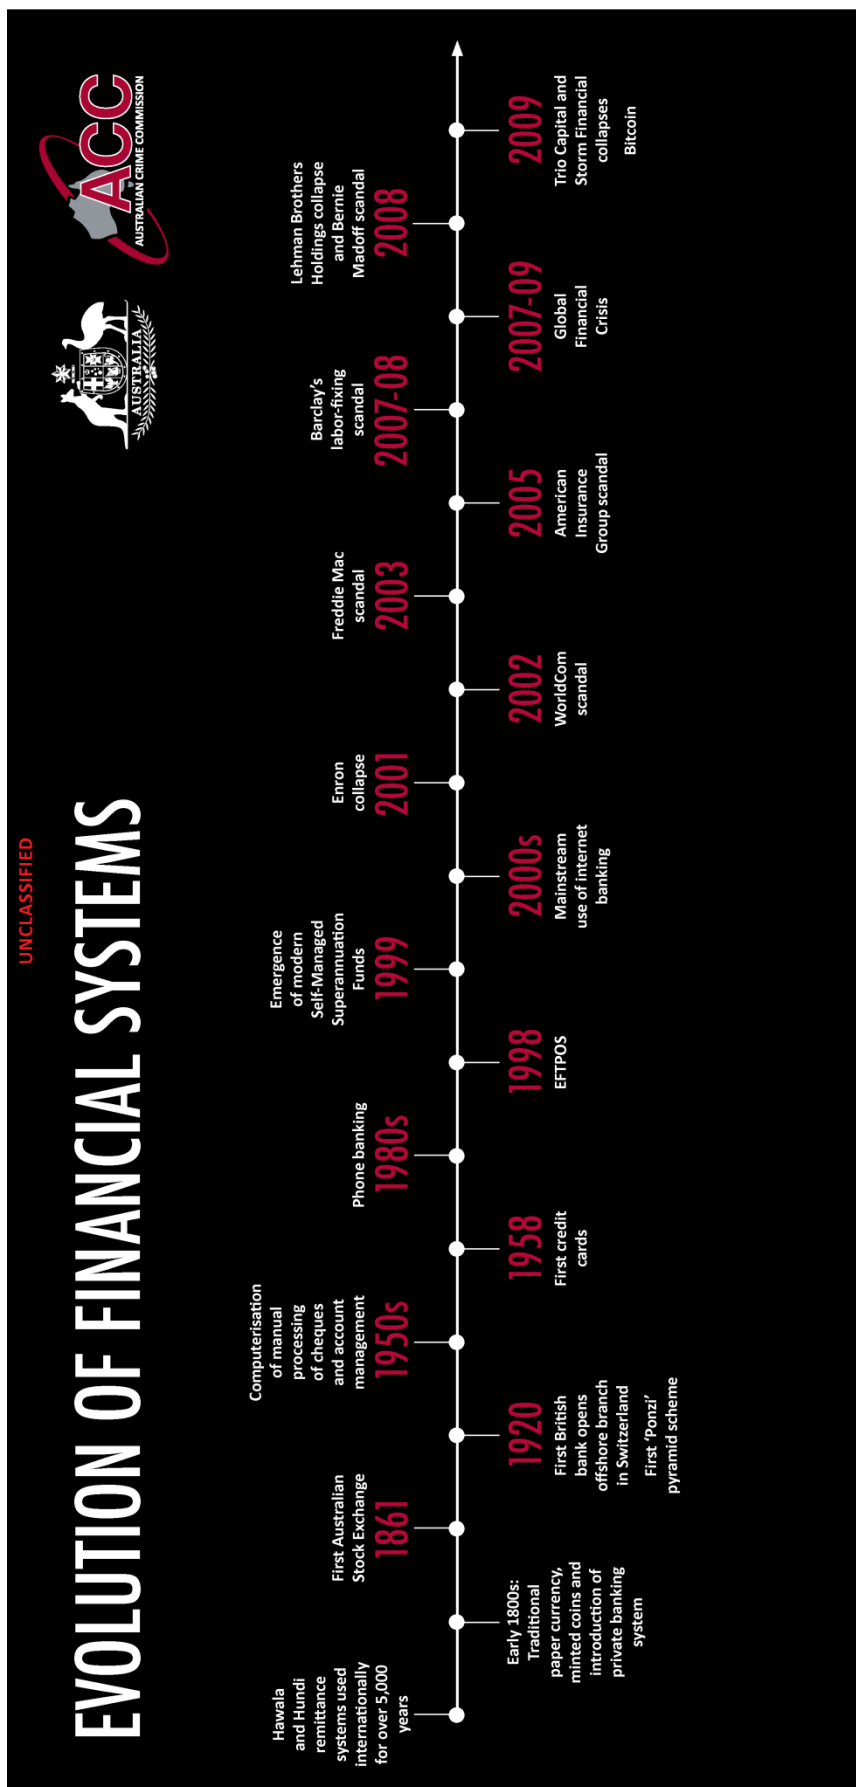 UNCLASSIFIED
EVOLUTION OF FINANCIAL SYSTEMS
AUSTRALIA
ACC
AUSTRALIAN CRIME COMMISSION
Hawala
and Hundi
remittance
systems used
internationally
for over 5,000
years
Early 1800s:
Traditional
paper currency,
minted coins and
introduction of
private banking
system
First Australian
Stock Exchange
1861
1920
First British
bank opens
offshore branch
in Switzerland
First ‘Ponzi’
pyramid scheme
Computerisation
of manual
processing
of cheques
and account
management
1950s
1958
First credit
cards
Phone banking
1980s
1998
EFTPOS
Emergence
of modern
Self-Managed
Superannuation
Funds
1999
2000s
Mainstream
use of internet
banking
Enron
collapse
2001
2002
WorldCom
scandal
Freddie Mac
scandal
2003
2005
American
Insurance
Group scandal
Barclay’s
labor-fixing
scandal
2007-08
2007-09
Global
Financial
Crisis
Lehman Brothers
Holdings collapse
and Bernie
Madoff scandal
2008
2009
Trio Capital and
Storm Financial
collapses
Bitcoin